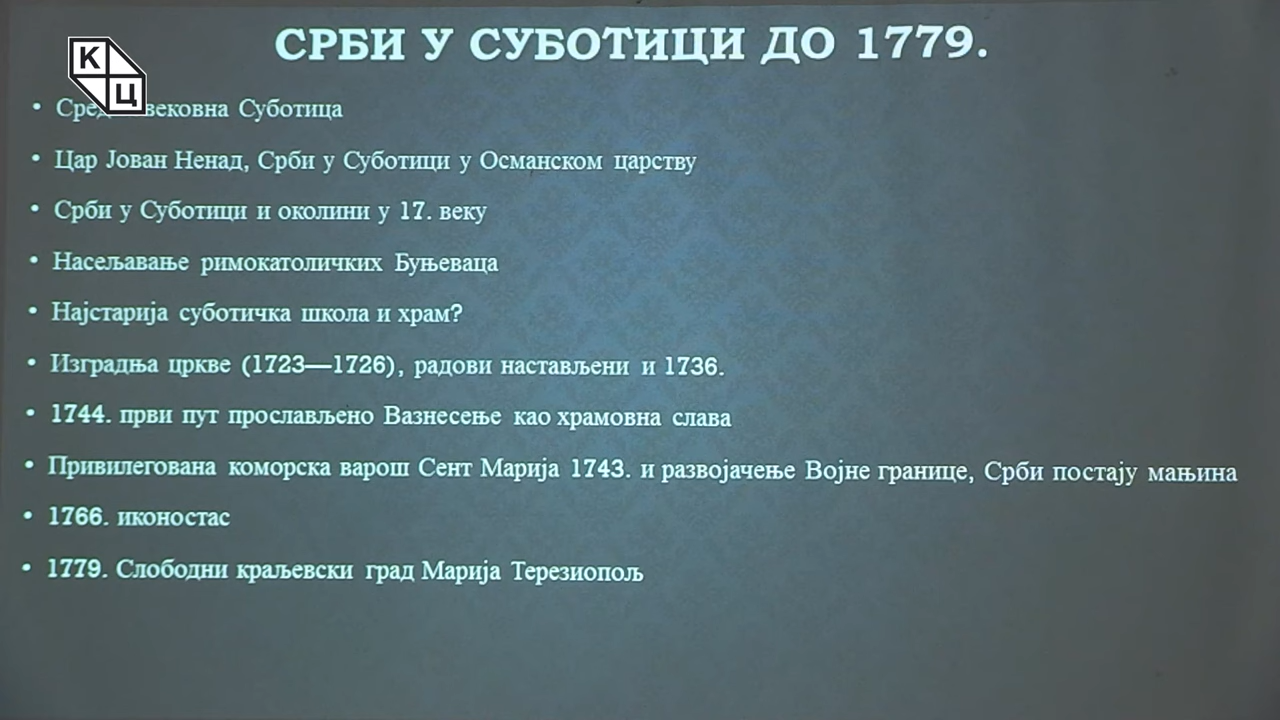 СРБИ У СУБОТИЦИ ДО 1779.
К
Ц
• вековна Суботица
• Цар Јован Ненад, Срби у Суботици у Османском царству
• Срби у Суботици и околини у 17. веку
• Насељавање римокатоличких Буњеваца
• Најстарија суботичка школа и храм?
• Изградња цркве (1723—1726), радови настављени и 1736.
• 1744. први пут прослављено Вазнесење као храмовна слава
• Привилегована коморска варош Сент Марија 1743. и развојачење Војне границе, Срби постају мањина
• 1766. иконостас
• 1779. Слободни краљевски град Марија Терезиопољ